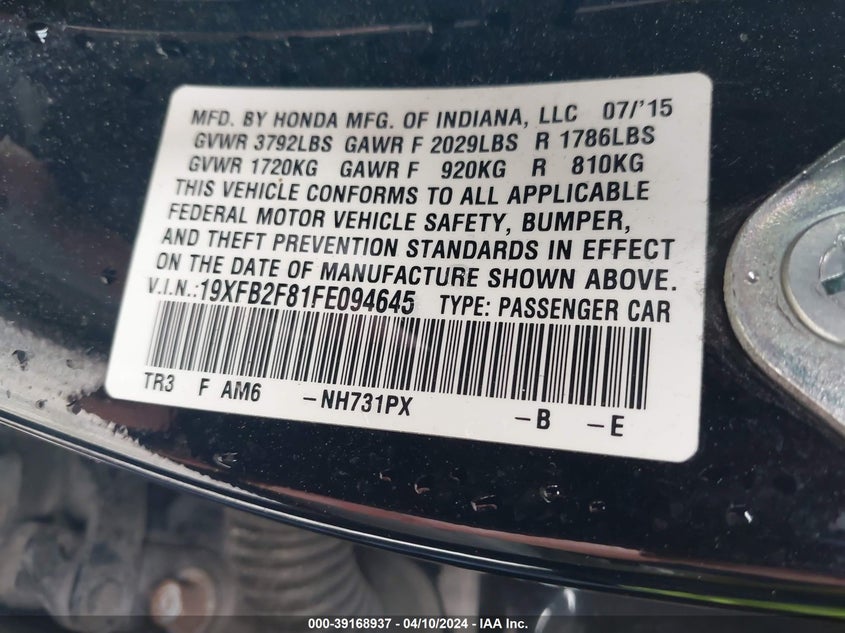 MFD. BY HONDA MFG. OF INDIANA, LLC 07/'15
GVWR 3792LBS GAWR F 2029LBS R 1786LBS
GVWR 1720KG GAWR F 920KG R 810KG
THIS VEHICLE CONFORMS TO ALL APPLICABLE
FEDERAL MOTOR VEHICLE SAFETY, BUMPER,
AND THEFT PREVENTION STANDARDS IN EFFECT
ON THE DATE OF MANUFACTURE SHOWN ABOVE.
V.I.N.:19XFB2F81FE094645 TYPE: PASSENGER CAR
TR3 F AM6 -NH731PX -B -E
000-39168937 - 04/10/2024 - © IAA Inc.